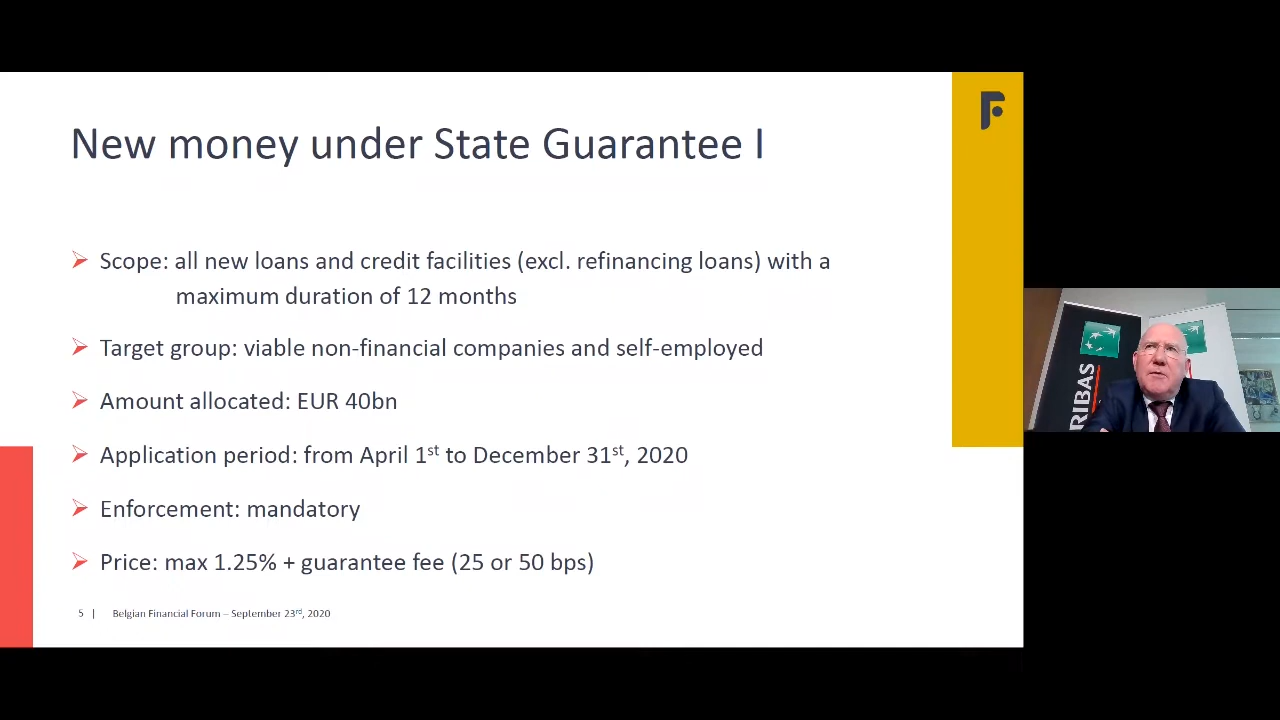 New money under State Guarantee I
Scope: all new loans and credit facilities (excl. refinancing loans) with a
maximum duration of 12 months
Target group: viable non-financial companies and self-employed
Amount allocated: EUR 40bn
Application period: from April 1st to December 31st, 2020
Enforcement: mandatory
Price: max 1.25% + guarantee fee (25 or 50 bps)
5 | Belgian Financial Forum – September 23rd, 2020
RIBAS